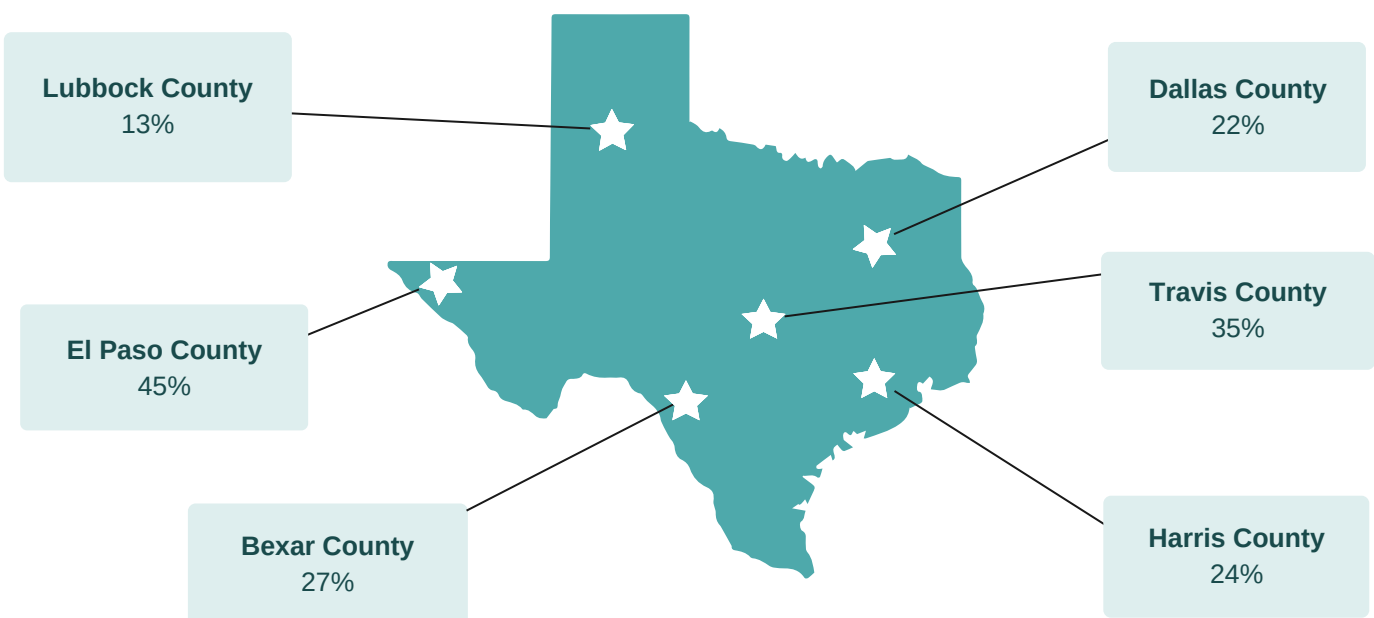 Lubbock County
13%
Dallas County
22%
Travis County
35%
El Paso County
45%
Bexar County
27%
Harris County
24%